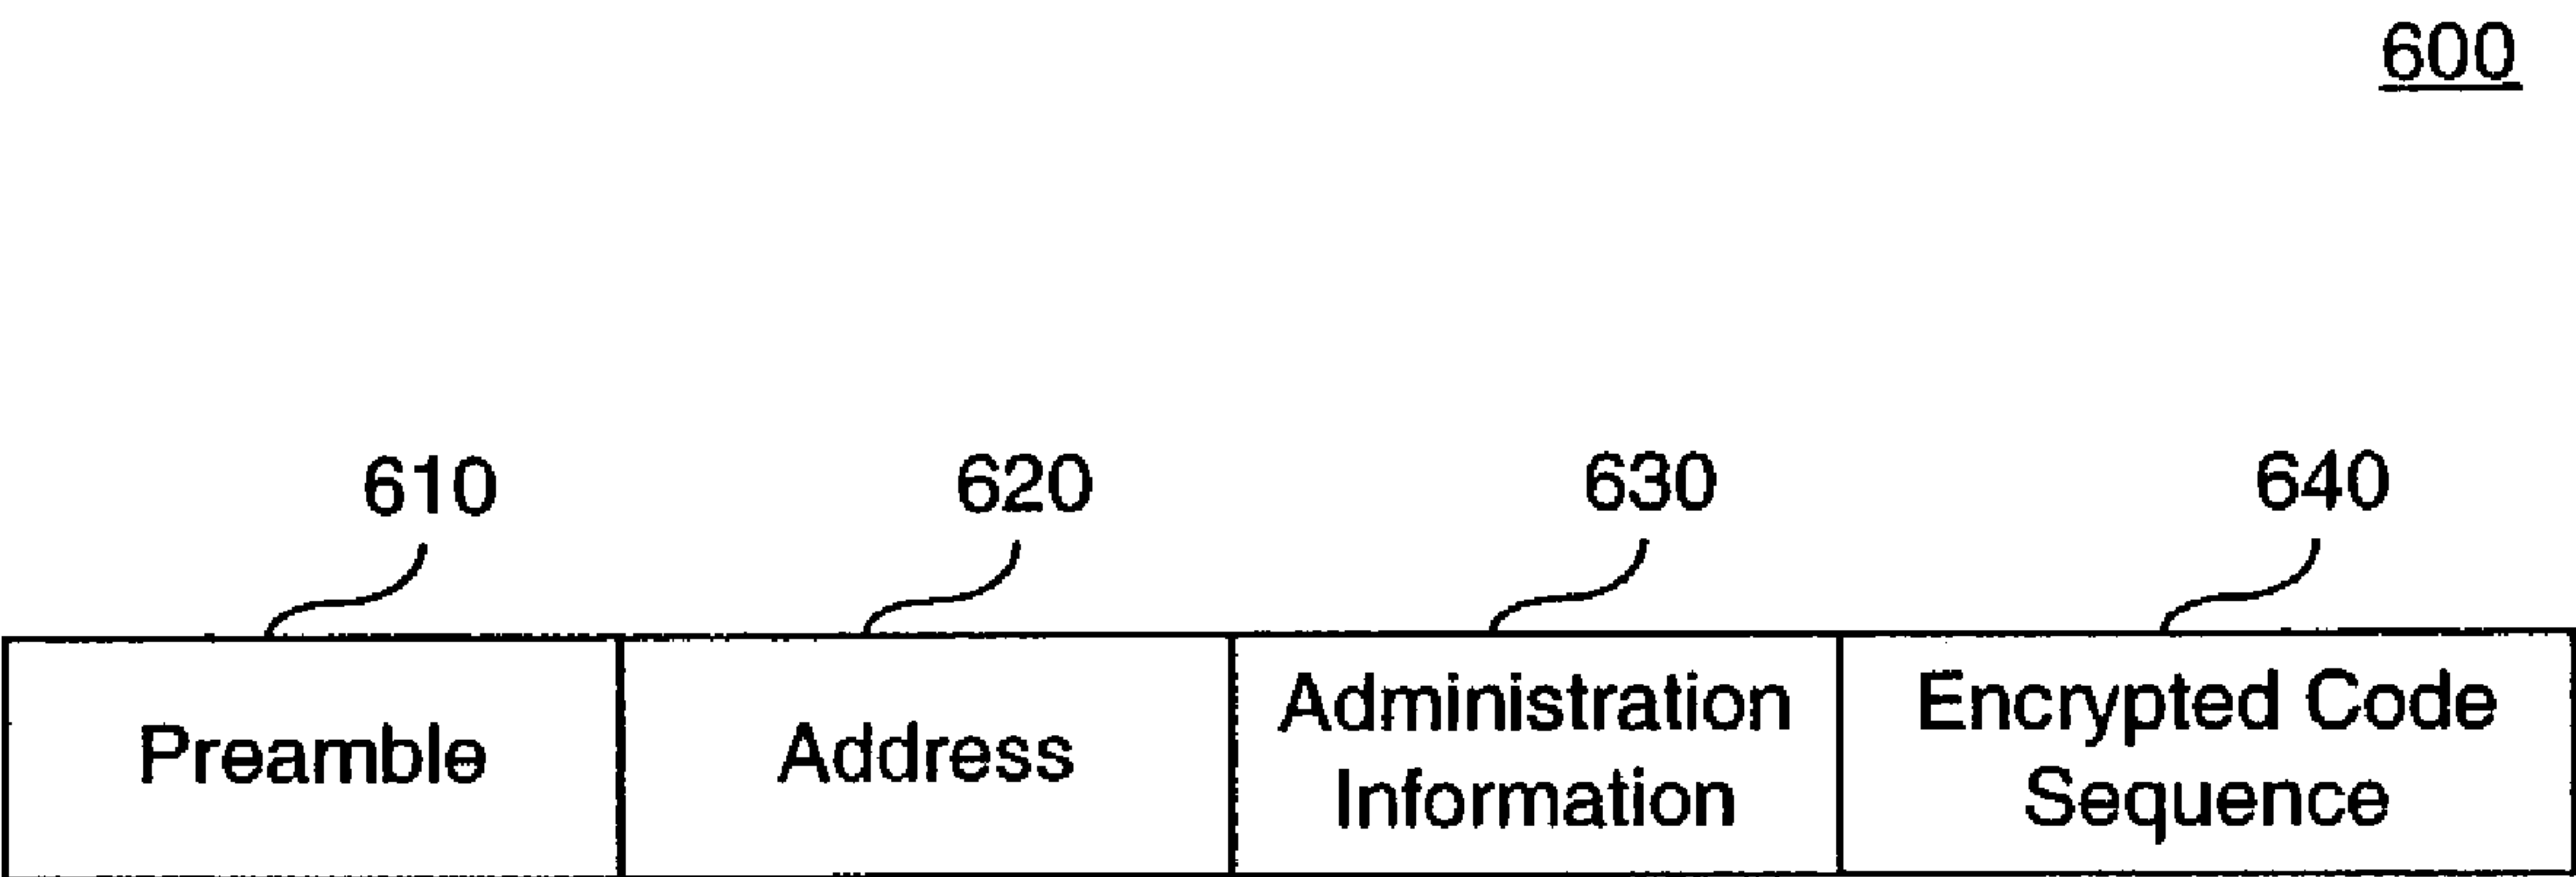 600
610
620
630
640
Preamble
Address
Administration
Information
Encrypted Code
Sequence